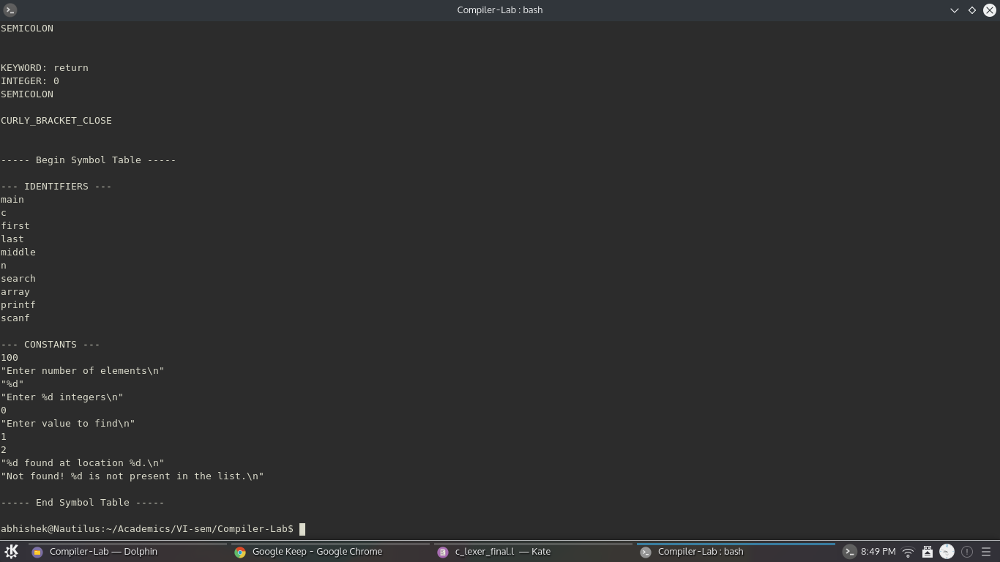 Compiler-Lab : bash
SEMICOLON
KEYWORD: return
INTEGER: 0
SEMICOLON
CURLY_BRACKET_CLOSE
----- Begin Symbol Table -----
--- IDENTIFIERS ---
main
c
first
last
middle
n
search
array
printf
scanf
--- CONSTANTS ---
100
"Enter number of elements\n"
"%d"
"Enter %d integers\n"
0
"Enter value to find\n"
1
2
"%d found at location %d.\n"
"Not found! %d is not present in the list.\n"
----- End Symbol Table -----
abhishek@Nautilus:~/Academics/VI-sem/Compiler-Lab$
Compiler-Lab — Dolphin Google Keep - Google Chrome c_lexer_final.l — Kate Compiler-Lab : bash 8:49 PM